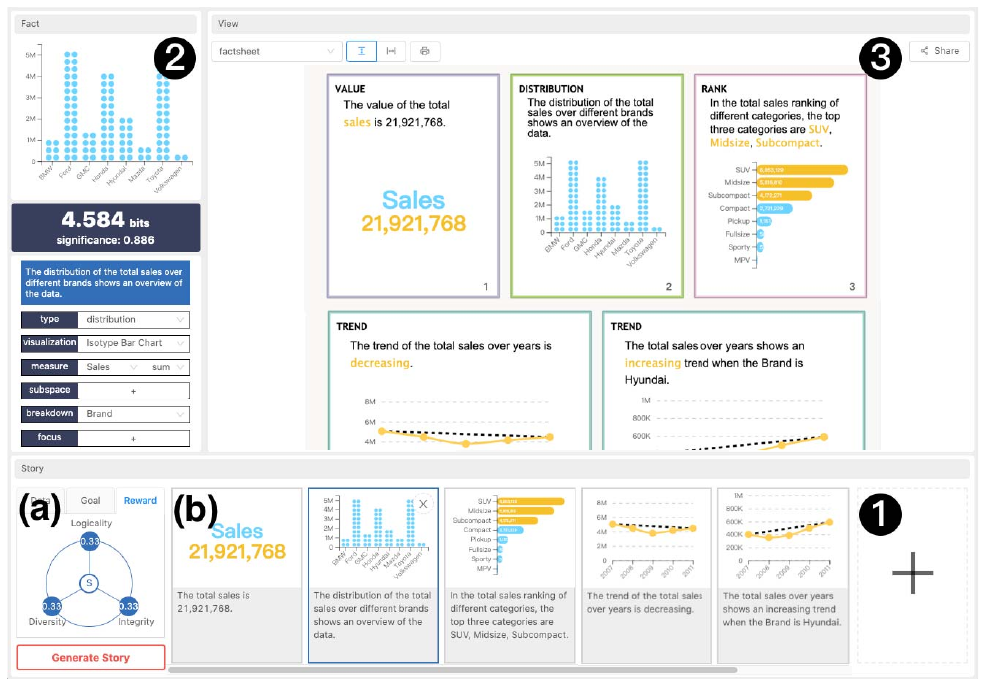 Fact
2
5M
4M
3M
2M
1M
0
BMW
Ford
GMC
Honda
Hyundai
Mazda
Toyota
Volkswagen
4.584 bits
significance: 0.886
The distribution of the total sales over
different brands shows an overview of
the data.
type distribution
visualization Isotype Bar Chart
measure Sales sum
subspace +
breakdown Brand
focus +
View
factsheet
3
Share
VALUE
The value of the total
sales is 21,921,768.
Sales
21,921,768
1
DISTRIBUTION
The distribution of the total
sales over different brands
shows an overview of the
data.
5M
4M
3M
2M
1M
0
BMW
Ford
GMC
Honda
Hyundai
Mazda
Toyota
Volkswagen
2
RANK
In the total sales ranking of
different categories, the top
three categories are SUV,
Midsize, Subcompact.
SUV
Midsize
Subcompact
Compact
Pickup
Fullsize
Sporty
MPV
3
TREND
The trend of the total sales over years is
decreasing.
8M
6M
4M
TREND
The total sales over years shows an
increasing trend when the Brand is
Hyundai.
1M
800K
600K
Story
(a)
Goal
Reward
Logicality
0.33
S
0.33
0.33
Diversity
Integrity
Generate Story
(b)
Sales
21,921,768
The total sales is
21,921,768.
5M
4M
3M
2M
1M
0
BMW
Ford
GMC
Honda
Hyundai
Mazda
Toyota
Volkswagen
The distribution of the total
sales over different brands
shows an overview of the
data.
SUV
Midsize
Subcompact
Compact
Pickup
Fullsize
Sporty
MPV
In the total sales ranking of
different categories, the top
three categories are
SUV, Midsize, Subcompact.
8M
6M
4M
2M
0
2007
2008
2009
2010
2011
The trend of the total sales
over years is decreasing.
1M
800K
600K
400K
200K
0
2007
2008
2009
2010
2011
The total sales over years
shows an increasing trend
when the Brand is Hyundai.
1